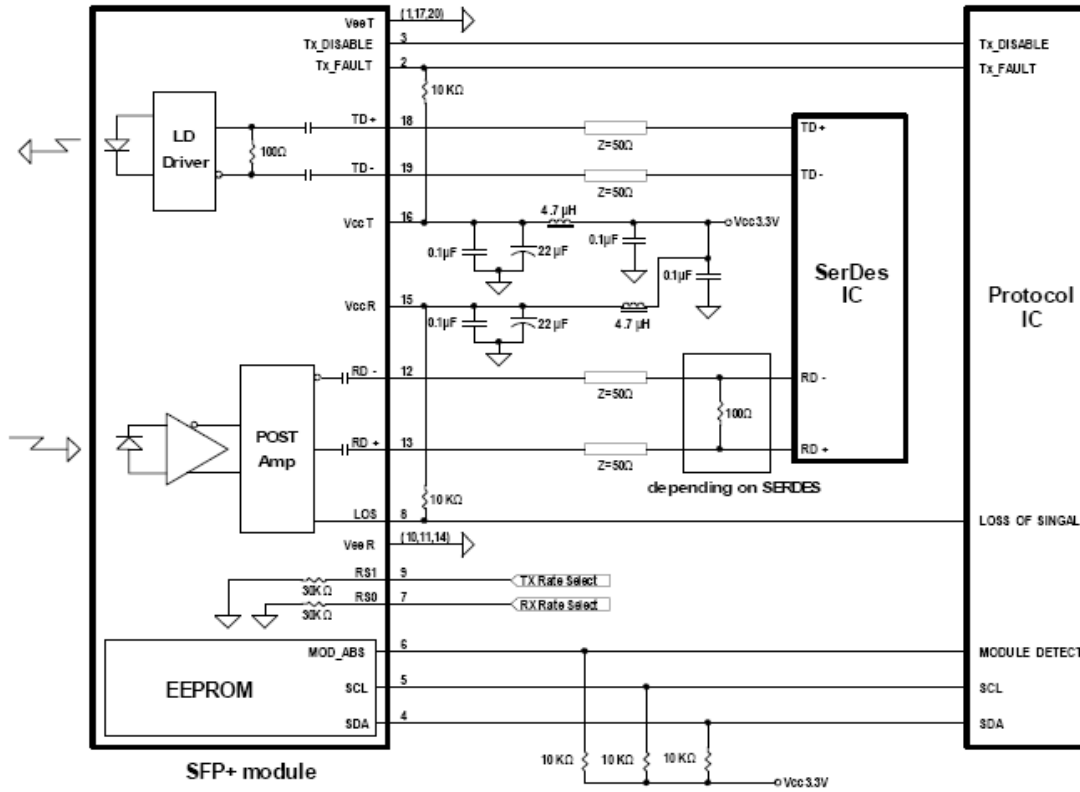 VeeT (1,17,20)
Tx_DISABLE 3 Tx_DISABLE
Tx_FAULT 2 Tx_FAULT
10 KΩ
LD Driver
100Ω
TD+ 18 Z=50Ω TD+
TD- 19 Z=50Ω TD-
VccT 16 4.7 µH Vcc3.3V
0.1µF 22 µF 0.1µF 0.1µF
SerDes IC
Protocol IC
VccR 15
0.1µF 22 µF 4.7 µH
RD - 12 Z=50Ω RD -
100Ω
POST Amp
RD + 13 Z=50Ω RD +
depending on SERDES
10 KΩ
LOS 8 LOSS OF SINGAL
VeeR (10,11,14)
RS1 9 TX Rate Select
30KΩ
RS0 7 RX Rate Select
30KΩ
MOD_ABS 6 MODULE DETECT
EEPROM
SCL 5 SCL
SDA 4 SDA
10 KΩ 10 KΩ 10 KΩ
Vcc3.3V
SFP+ module